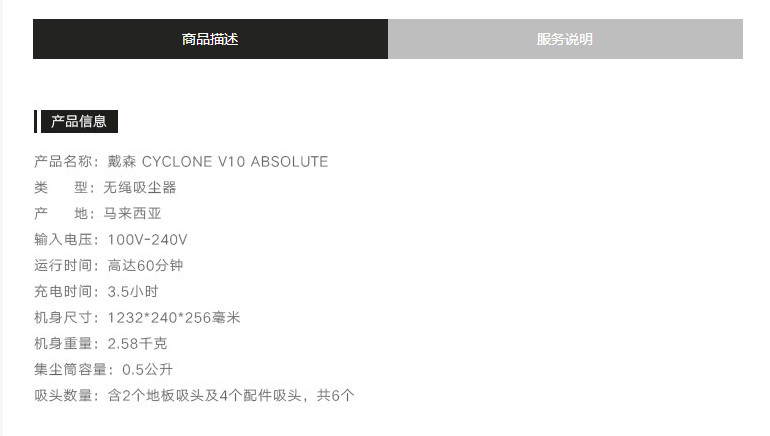 商品描述 服务说明
产品信息
产品名称：戴森 CYCLONE V10 ABSOLUTE
类 型：无绳吸尘器
产 地：马来西亚
输入电压：100V-240V
运行时间：高达60分钟
充电时间：3.5小时
机身尺寸：1232*240*256毫米
机身重量：2.58千克
集尘筒容量：0.5公升
吸头数量：含2个地板吸头及4个配件吸头，共6个